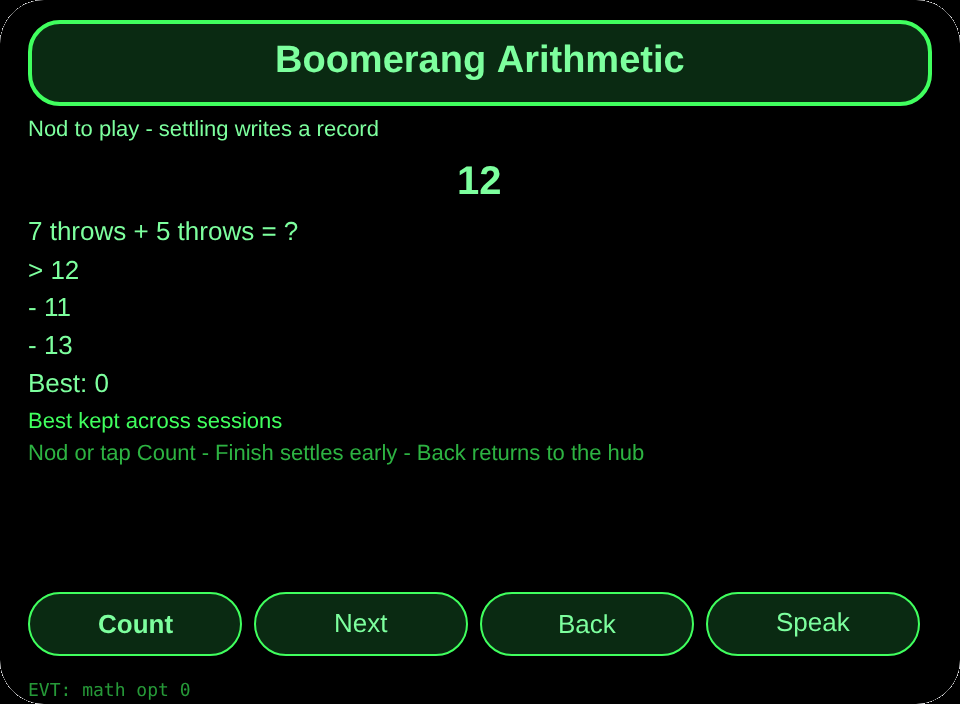 Boomerang Arithmetic
Nod to play - settling writes a record
12
7 throws + 5 throws = ?
> 12
- 11
- 13
Best: 0
Best kept across sessions
Nod or tap Count - Finish settles early - Back returns to the hub
Count Next Back Speak
EVT: math opt 0